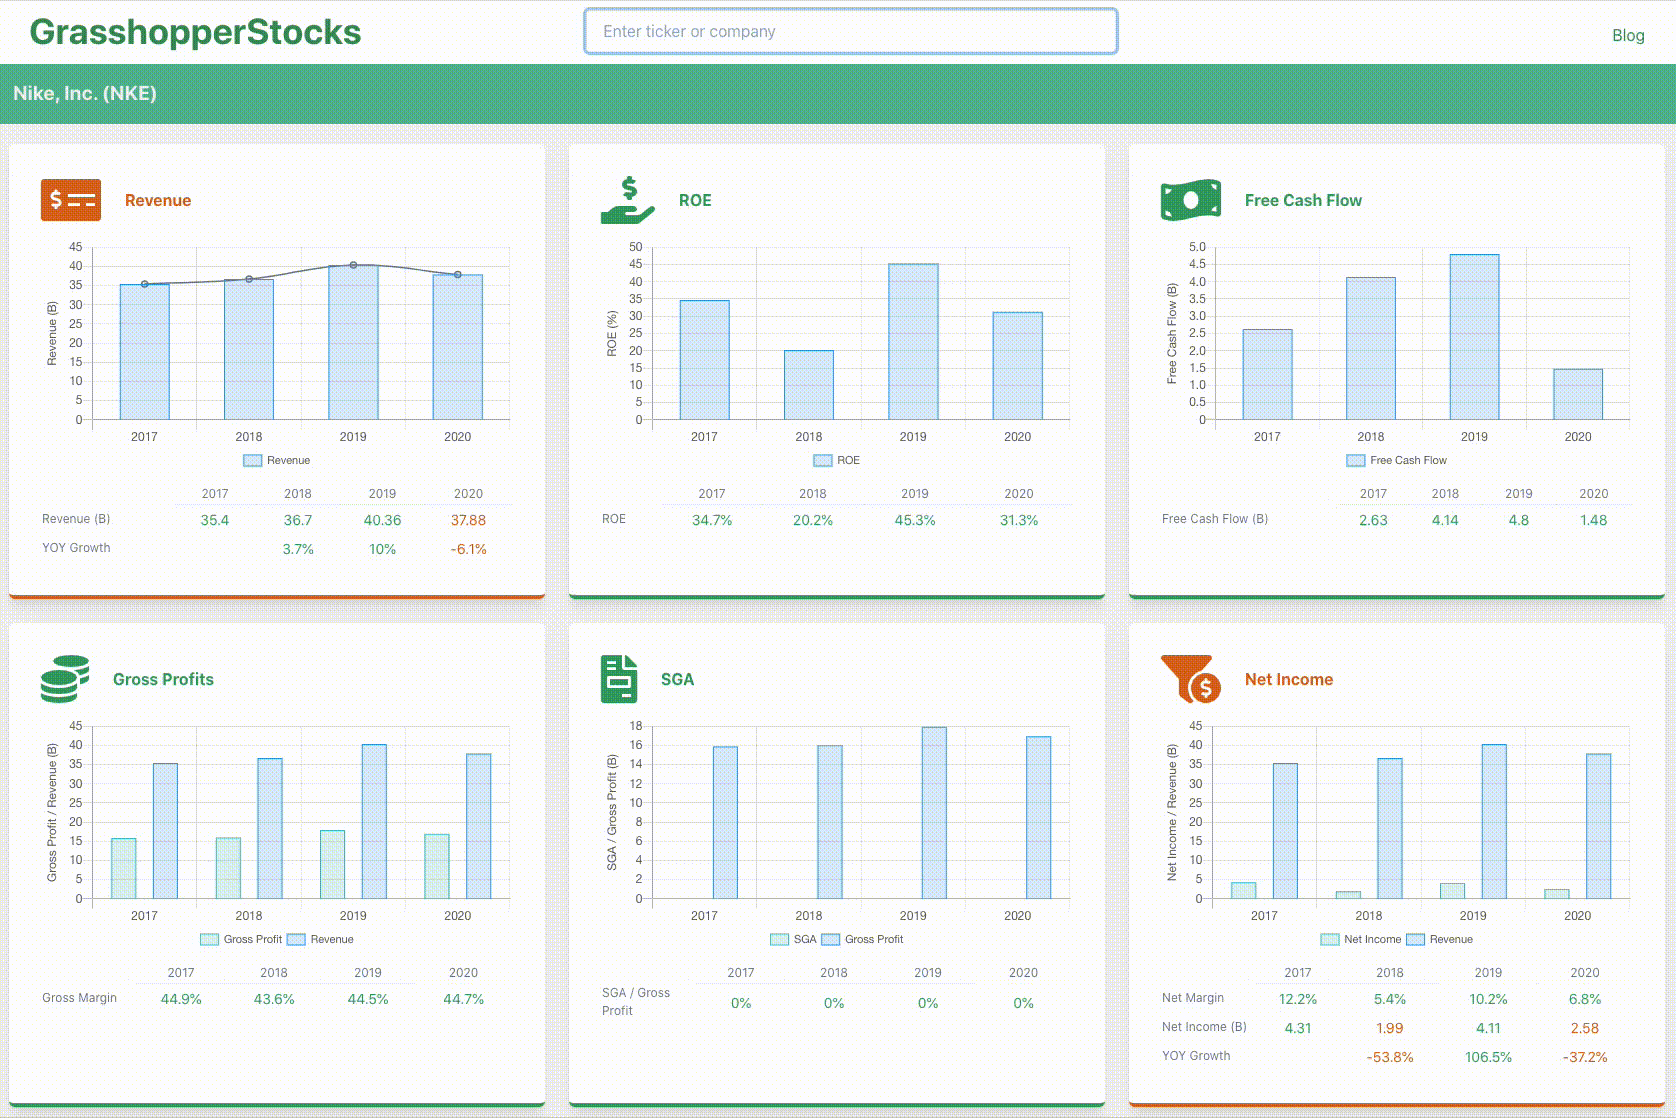 GrasshopperStocks
Enter ticker or company
Blog
Nike, Inc. (NKE)
Revenue
45
40
35
30
25
20
15
10
5
0
Revenue (B)
2017 2018 2019 2020
Revenue
2017 2018 2019 2020
Revenue (B) 35.4 36.7 40.36 37.88
YOY Growth 3.7% 10% -6.1%
ROE
50
45
40
35
30
25
20
15
10
5
0
ROE (%)
2017 2018 2019 2020
ROE
2017 2018 2019 2020
ROE 34.7% 20.2% 45.3% 31.3%
Free Cash Flow
5.0
4.5
4.0
3.5
3.0
2.5
2.0
1.5
1.0
0.5
0
Free Cash Flow (B)
2017 2018 2019 2020
Free Cash Flow
2017 2018 2019 2020
Free Cash Flow (B) 2.63 4.14 4.8 1.48
Gross Profits
45
40
35
30
25
20
15
10
5
0
Gross Profit / Revenue (B)
2017 2018 2019 2020
Gross Profit Revenue
2017 2018 2019 2020
Gross Margin 44.9% 43.6% 44.5% 44.7%
SGA
18
16
14
12
10
8
6
4
2
0
SGA / Gross Profit (B)
2017 2018 2019 2020
SGA Gross Profit
2017 2018 2019 2020
SGA / Gross
Profit 0% 0% 0% 0%
Net Income
45
40
35
30
25
20
15
10
5
0
Net Income / Revenue (B)
2017 2018 2019 2020
Net Income Revenue
2017 2018 2019 2020
Net Margin 12.2% 5.4% 10.2% 6.8%
Net Income (B) 4.31 1.99 4.11 2.58
YOY Growth -53.8% 106.5% -37.2%